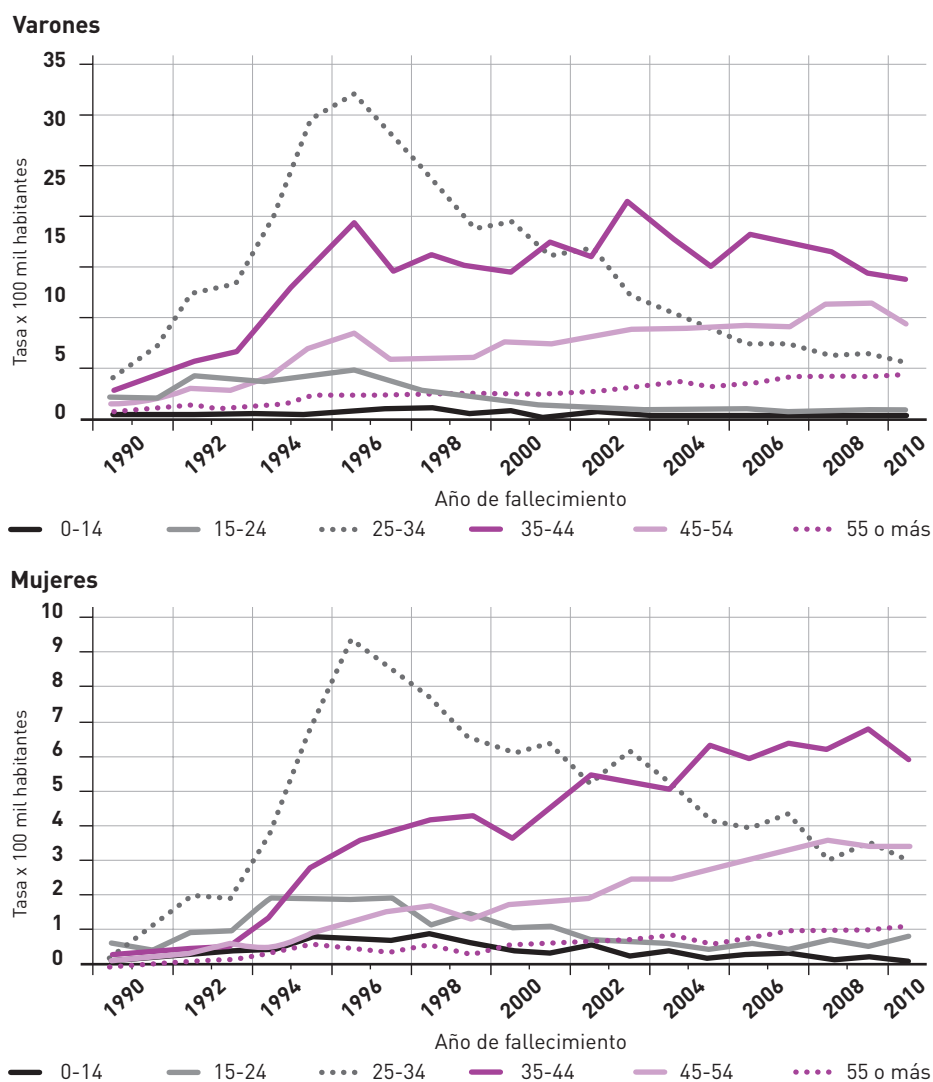 Varones
35
30
25
15
10
5
0
Tasa x 100 mil habitantes
1990 1992 1994 1996 1998 2000 2002 2004 2006 2008 2010
Año de fallecimiento
0-14 15-24 25-34 35-44 45-54 55 o más
Mujeres
10
9
8
7
6
5
4
3
2
1
0
Tasa x 100 mil habitantes
1990 1992 1994 1996 1998 2000 2002 2004 2006 2008 2010
Año de fallecimiento
0-14 15-24 25-34 35-44 45-54 55 o más